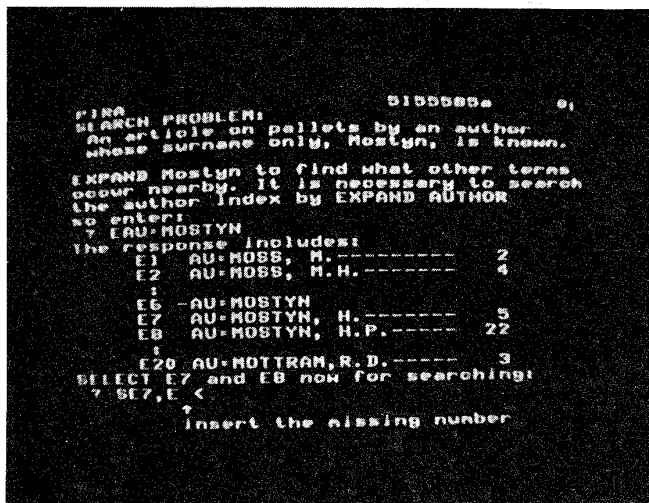 PIRA 5155505a 0;
SEARCH PROBLEM:
An article on pallets by an author
whose surname only, Mostyn, is known.
EXPAND Mostyn to find what other terms
occur nearby. It is necessary to search
the author index by EXPAND AUTHOR
so enter:
? EAU=MOSTYN
The response includes:
E1 AU=MOSS, M.-------- 2
E2 AU=MOSS, M.H.------ 4
:
E6 -AU=MOSTYN
E7 AU=MOSTYN, H.----- 5
E8 AU=MOSTYN, H.P.----- 22
:
E20 AU=MOTTRAM,R.D.----- 3
SELECT E7 and E8 now for searching:
? SE7,E <
↑
insert the missing number